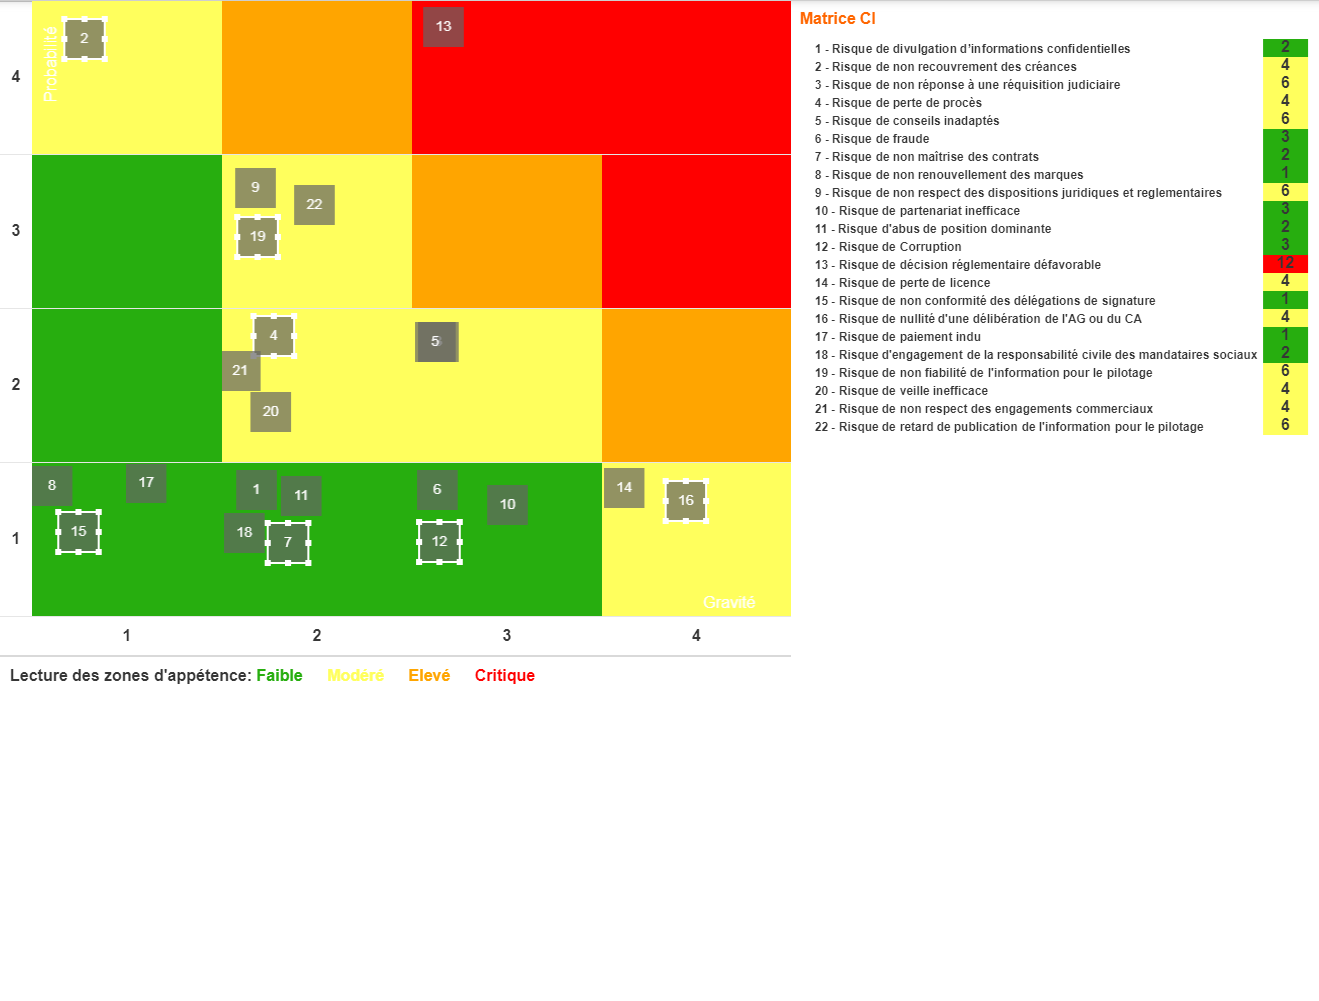 Probabilité
4
3
2
1
2
13
9
22
19
4
5
21
20
8
17
1
11
6
10
14
16
15
18
7
12
Gravité
1
2
3
4
Lecture des zones d'appétence: Faible Modéré Elevé Critique
Matrice CI
1 - Risque de divulgation d'informations confidentielles 2
2 - Risque de non recouvrement des créances 4
3 - Risque de non réponse à une réquisition judiciaire 6
4 - Risque de perte de procès 4
5 - Risque de conseils inadaptés 6
6 - Risque de fraude 3
7 - Risque de non maîtrise des contrats 2
8 - Risque de non renouvellement des marques 1
9 - Risque de non respect des dispositions juridiques et reglementaires 6
10 - Risque de partenariat inefficace 3
11 - Risque d'abus de position dominante 2
12 - Risque de Corruption 3
13 - Risque de décision réglementaire défavorable 12
14 - Risque de perte de licence 4
15 - Risque de non conformité des délégations de signature 1
16 - Risque de nullité d'une délibération de l'AG ou du CA 4
17 - Risque de paiement indu 1
18 - Risque d'engagement de la responsabilité civile des mandataires sociaux 2
19 - Risque de non fiabilité de l'information pour le pilotage 6
20 - Risque de veille inefficace 4
21 - Risque de non respect des engagements commerciaux 4
22 - Risque de retard de publication de l'information pour le pilotage 6